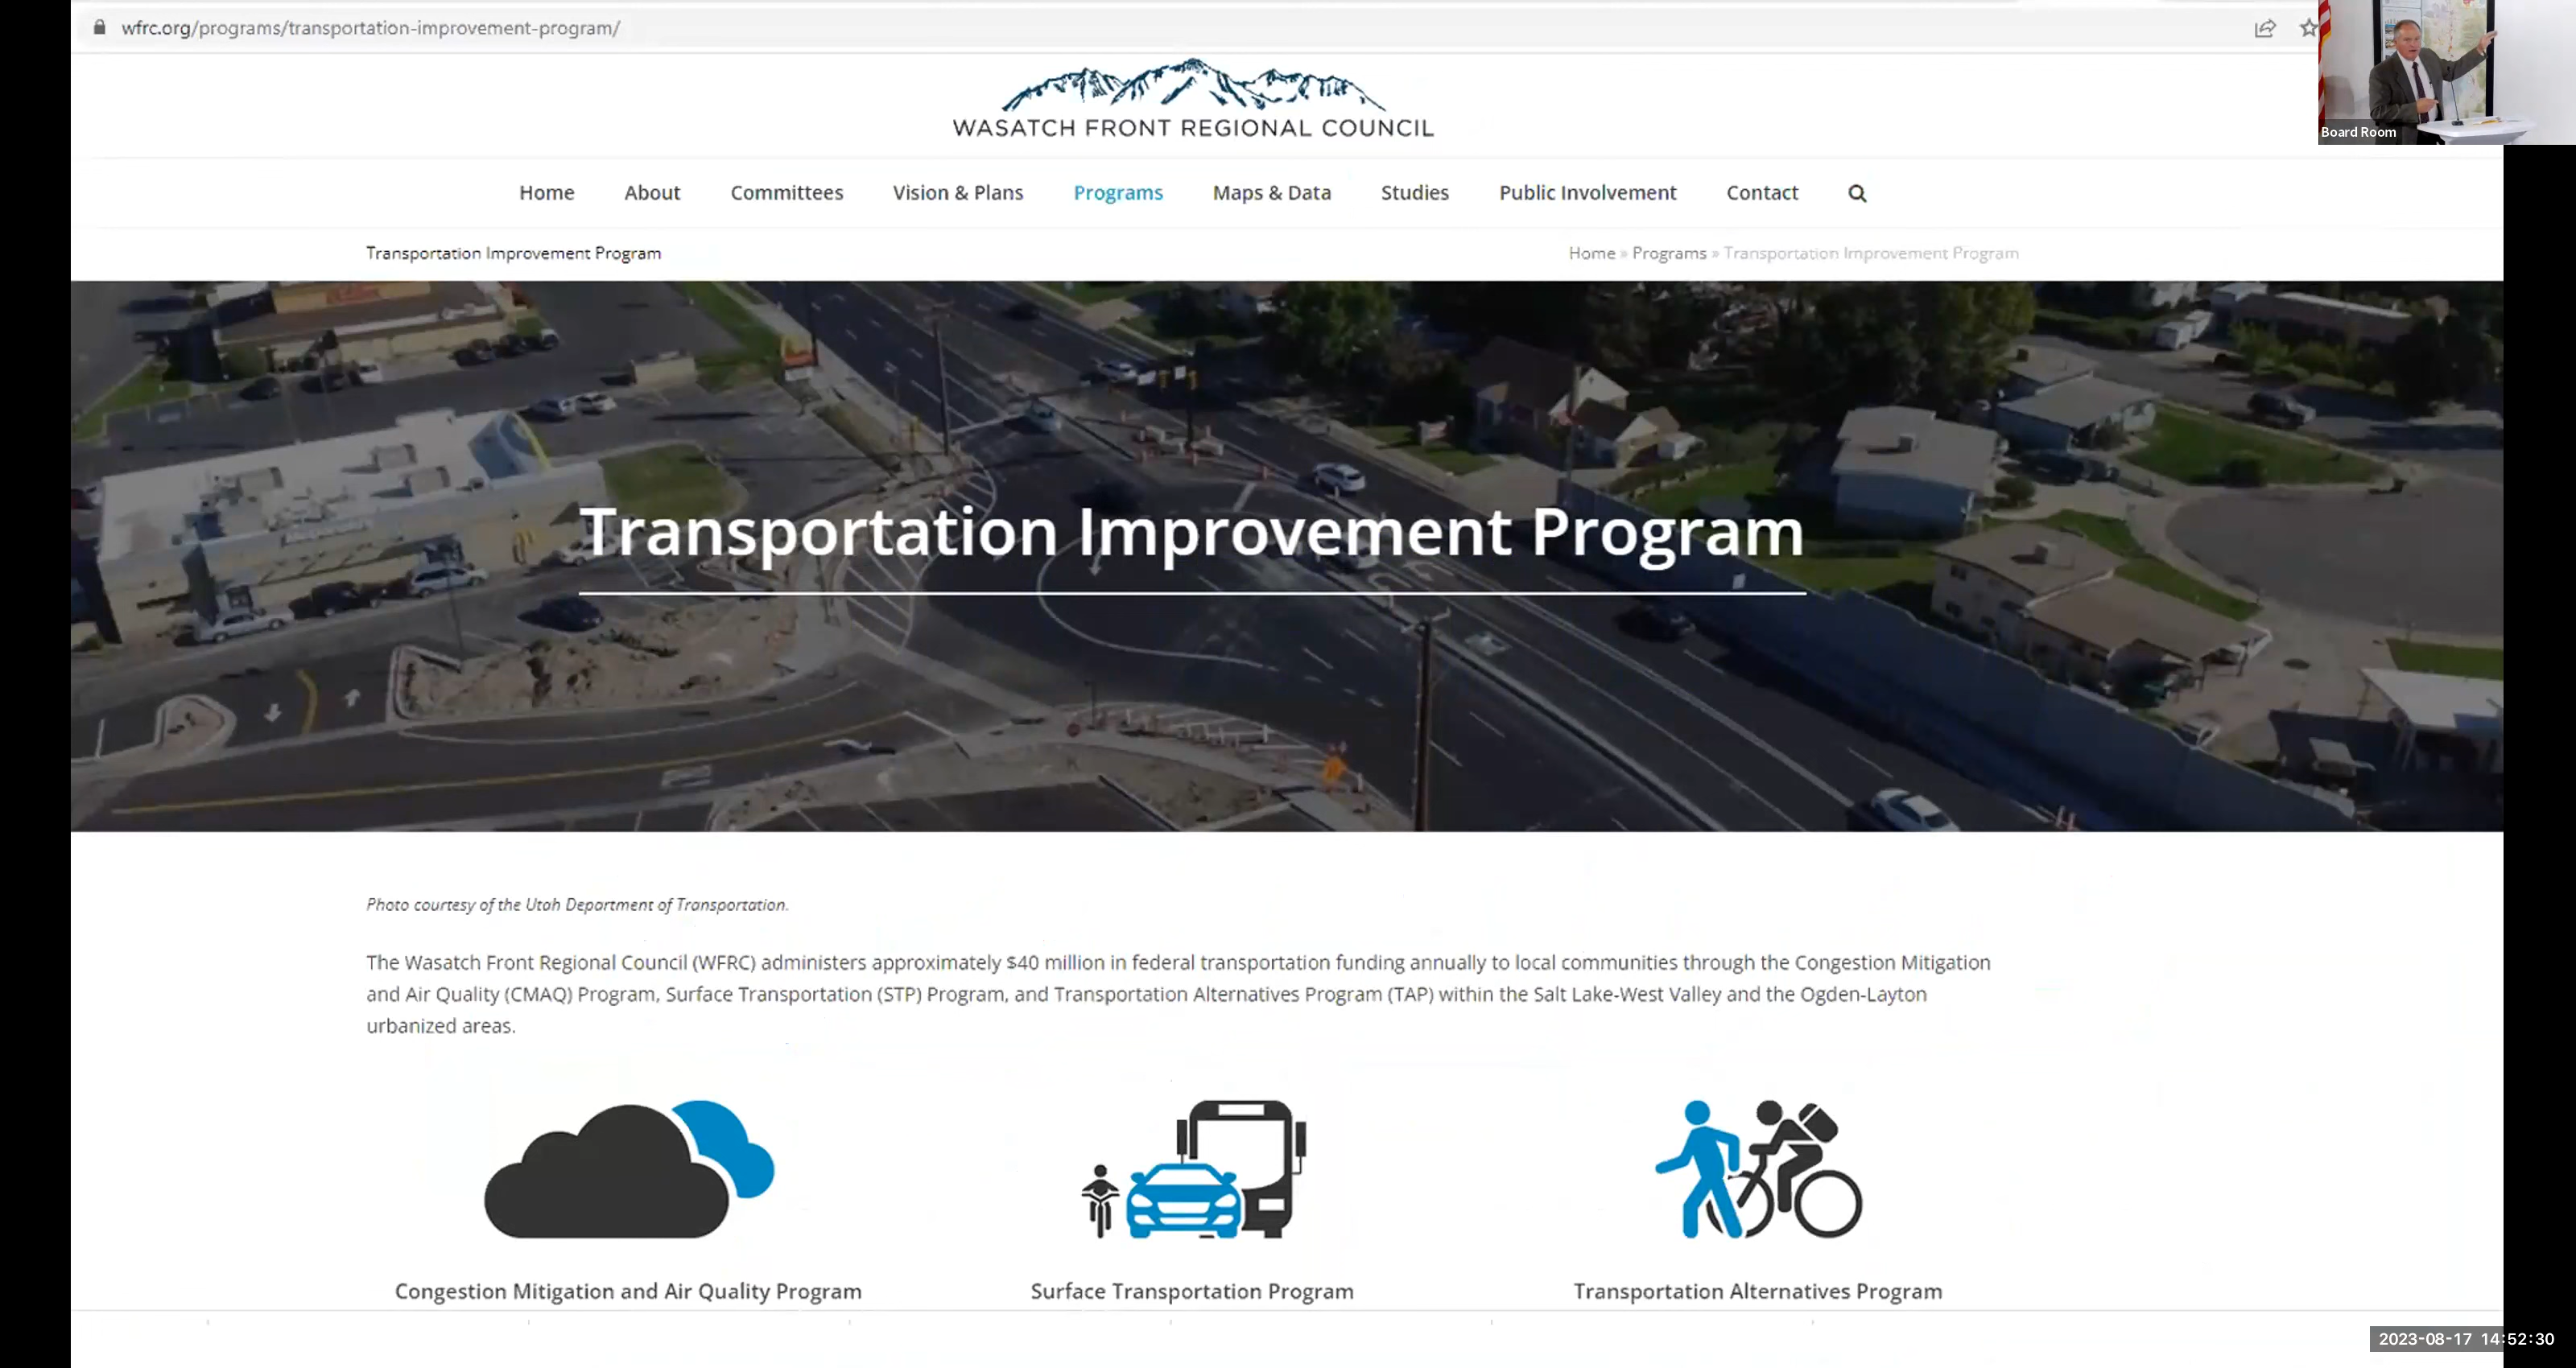 wfrc.org/programs/transportation-improvement-program/
WASATCH FRONT REGIONAL COUNCIL
Board Room
Home About Committees Vision & Plans Programs Maps & Data Studies Public Involvement Contact
Transportation Improvement Program
Home » Programs » Transportation Improvement Program
Transportation Improvement Program
Photo courtesy of the Utah Department of Transportation.
The Wasatch Front Regional Council (WFRC) administers approximately $40 million in federal transportation funding annually to local communities through the Congestion Mitigation
and Air Quality (CMAQ) Program, Surface Transportation (STP) Program, and Transportation Alternatives Program (TAP) within the Salt Lake-West Valley and the Ogden-Layton
urbanized areas.
Congestion Mitigation and Air Quality Program
Surface Transportation Program
Transportation Alternatives Program
2023-08-17 14:52:30